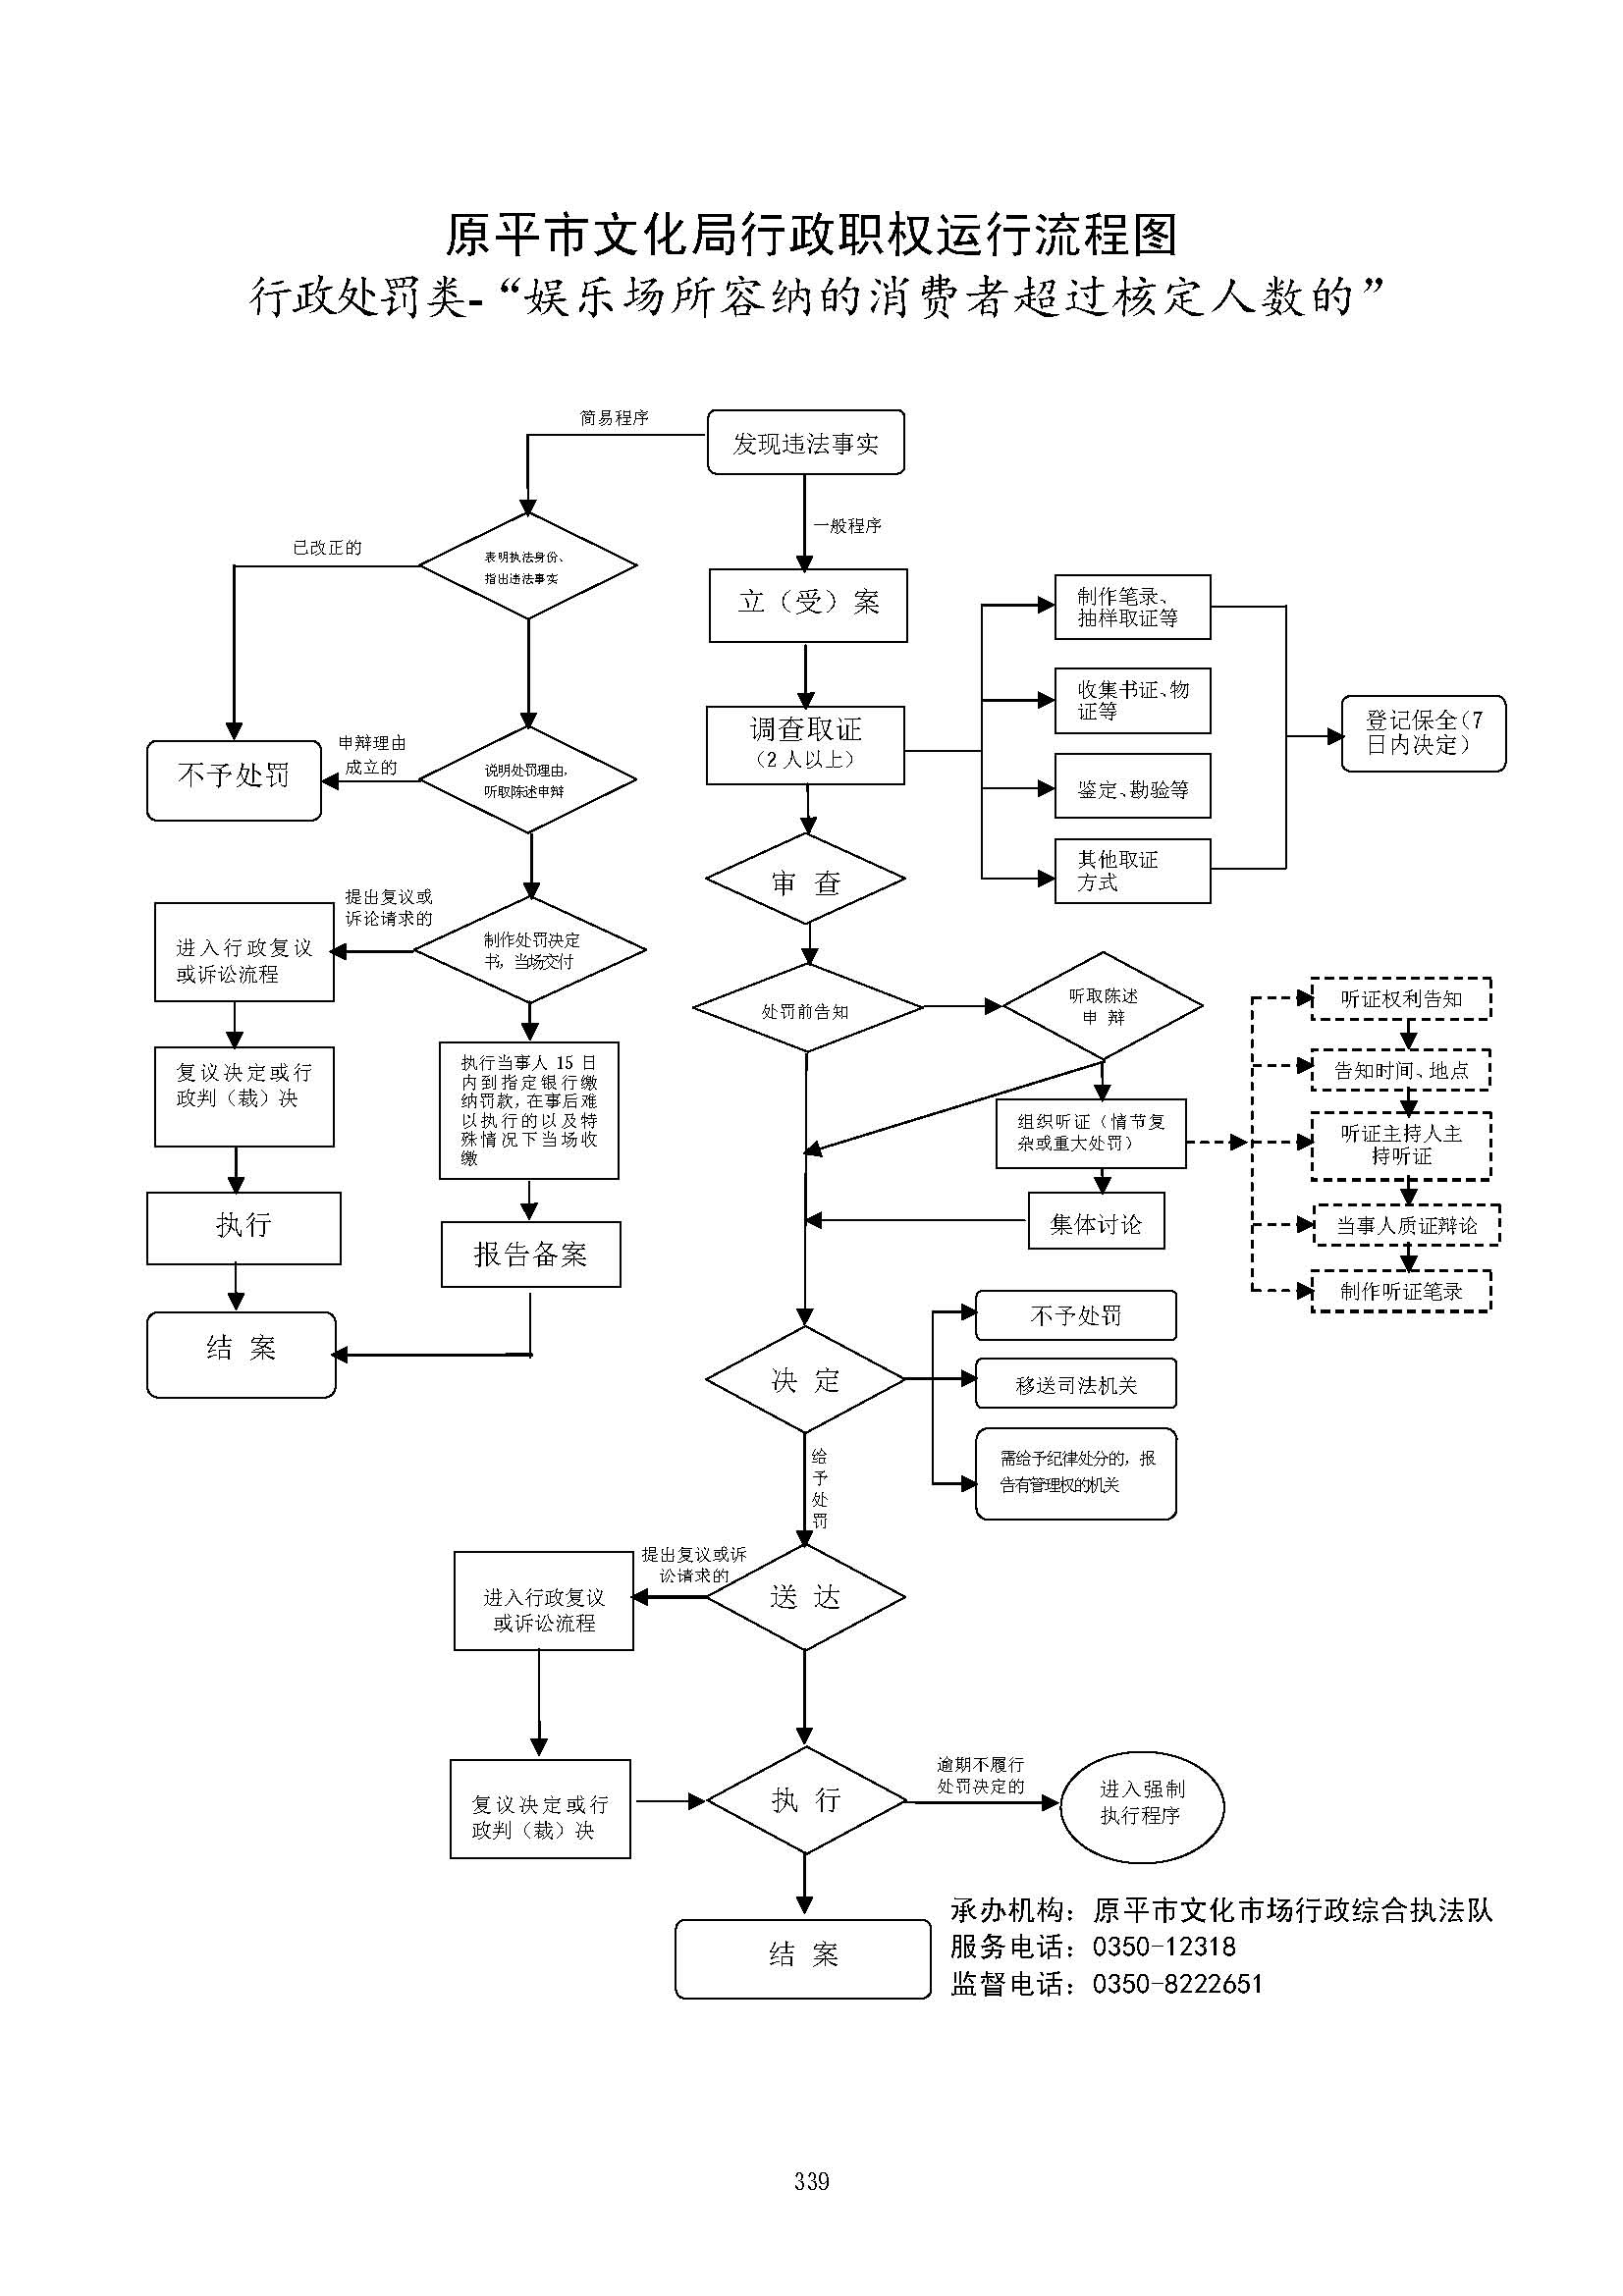 原平市文化局行政职权运行流程图
行政处罚类-“娱乐场所容纳的消费者超过核定人数的”
简易程序
发现违法事实
一般程序
已改正的
表明执法身份、
指出违法事实
立（受）案
制作笔录、
抽样取证等
收集书证、物
证等
登记保全（7
日内决定）
调查取证
（2 人以上）
申辩理由
成立的
不予处罚
说明处罚理由，
听取陈述申辩
鉴定、勘验等
其他取证
方式
审 查
提出复议或
诉论请求的
进入行政复议
或诉讼流程
制作处罚决定
书，当场交付
处罚前告知
听取陈述
申 辩
听证权利告知
告知时间、地点
听证主持人主
持听证
当事人质证辩论
制作听证笔录
复议决定或行
政判（裁）决
执行当事人 15 日
内到指定银行缴
纳罚款，在事后难
以执行的以及特
殊情况下当场收
缴
组织听证（情节复
杂或重大处罚）
集体讨论
执行
报告备案
结 案
不予处罚
移送司法机关
需给予纪律处分的，报
告有管理权的机关
决 定
给
予
处
罚
提出复议或诉
讼请求的
进入行政复议
或诉讼流程
送 达
复议决定或行
政判（裁）决
执 行
逾期不履行
处罚决定的
进入强制
执行程序
结 案
承办机构：原平市文化市场行政综合执法队
服务电话：0350-12318
监督电话：0350-8222651
339